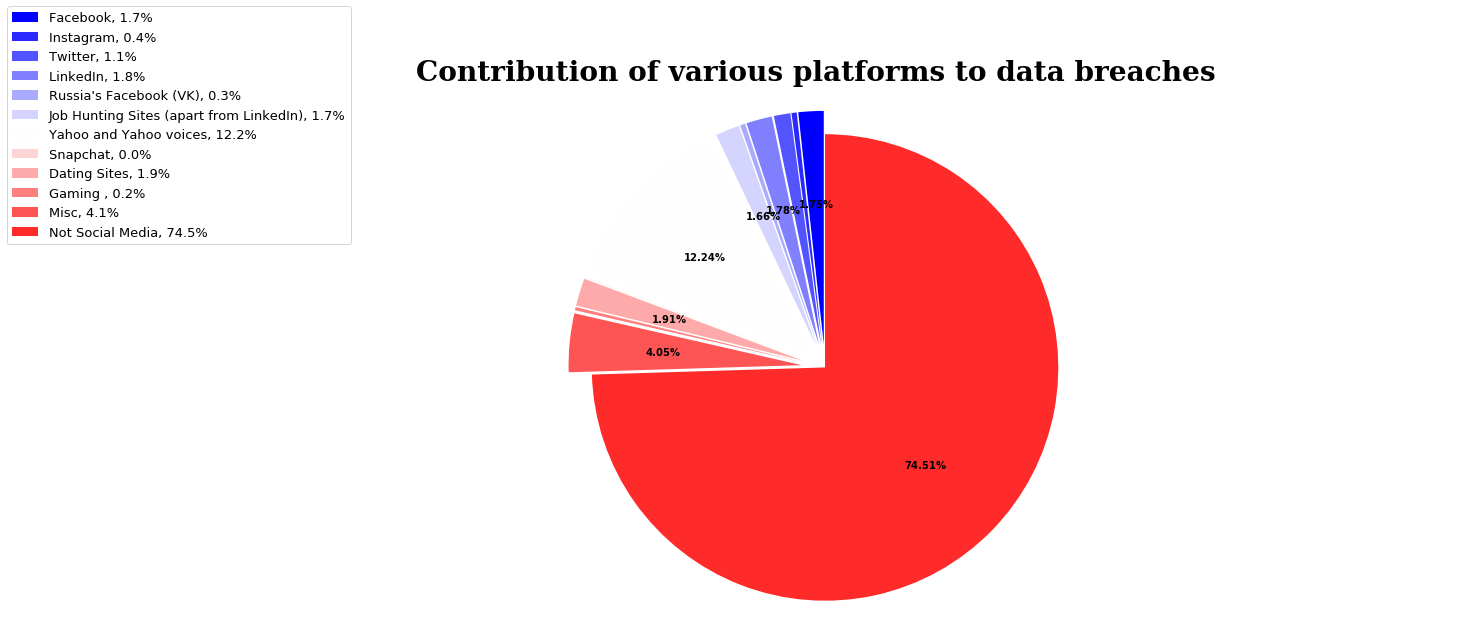 Facebook, 1.7%
Instagram, 0.4%
Twitter, 1.1%
LinkedIn, 1.8%
Russia's Facebook (VK), 0.3%
Job Hunting Sites (apart from LinkedIn), 1.7%
Yahoo and Yahoo voices, 12.2%
Snapchat, 0.0%
Dating Sites, 1.9%
Gaming , 0.2%
Misc, 4.1%
Not Social Media, 74.5%
Contribution of various platforms to data breaches
1.75%
1.78%
1.66%
12.24%
1.91%
4.05%
74.51%